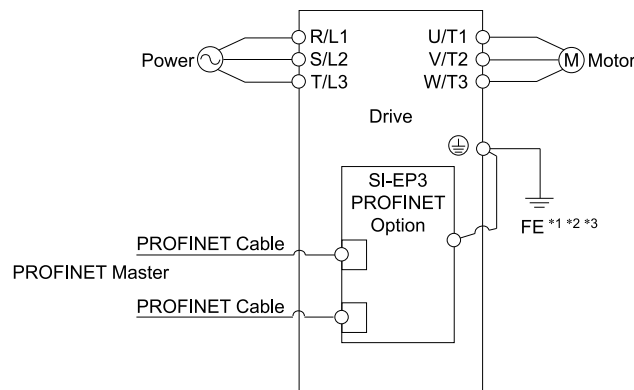 R/L1
U/T1
Power
S/L2
V/T2
M
Motor
T/L3
W/T3
Drive
SI-EP3
PROFINET
Option
FE *1 *2 *3
PROFINET Cable
PROFINET Master
PROFINET Cable